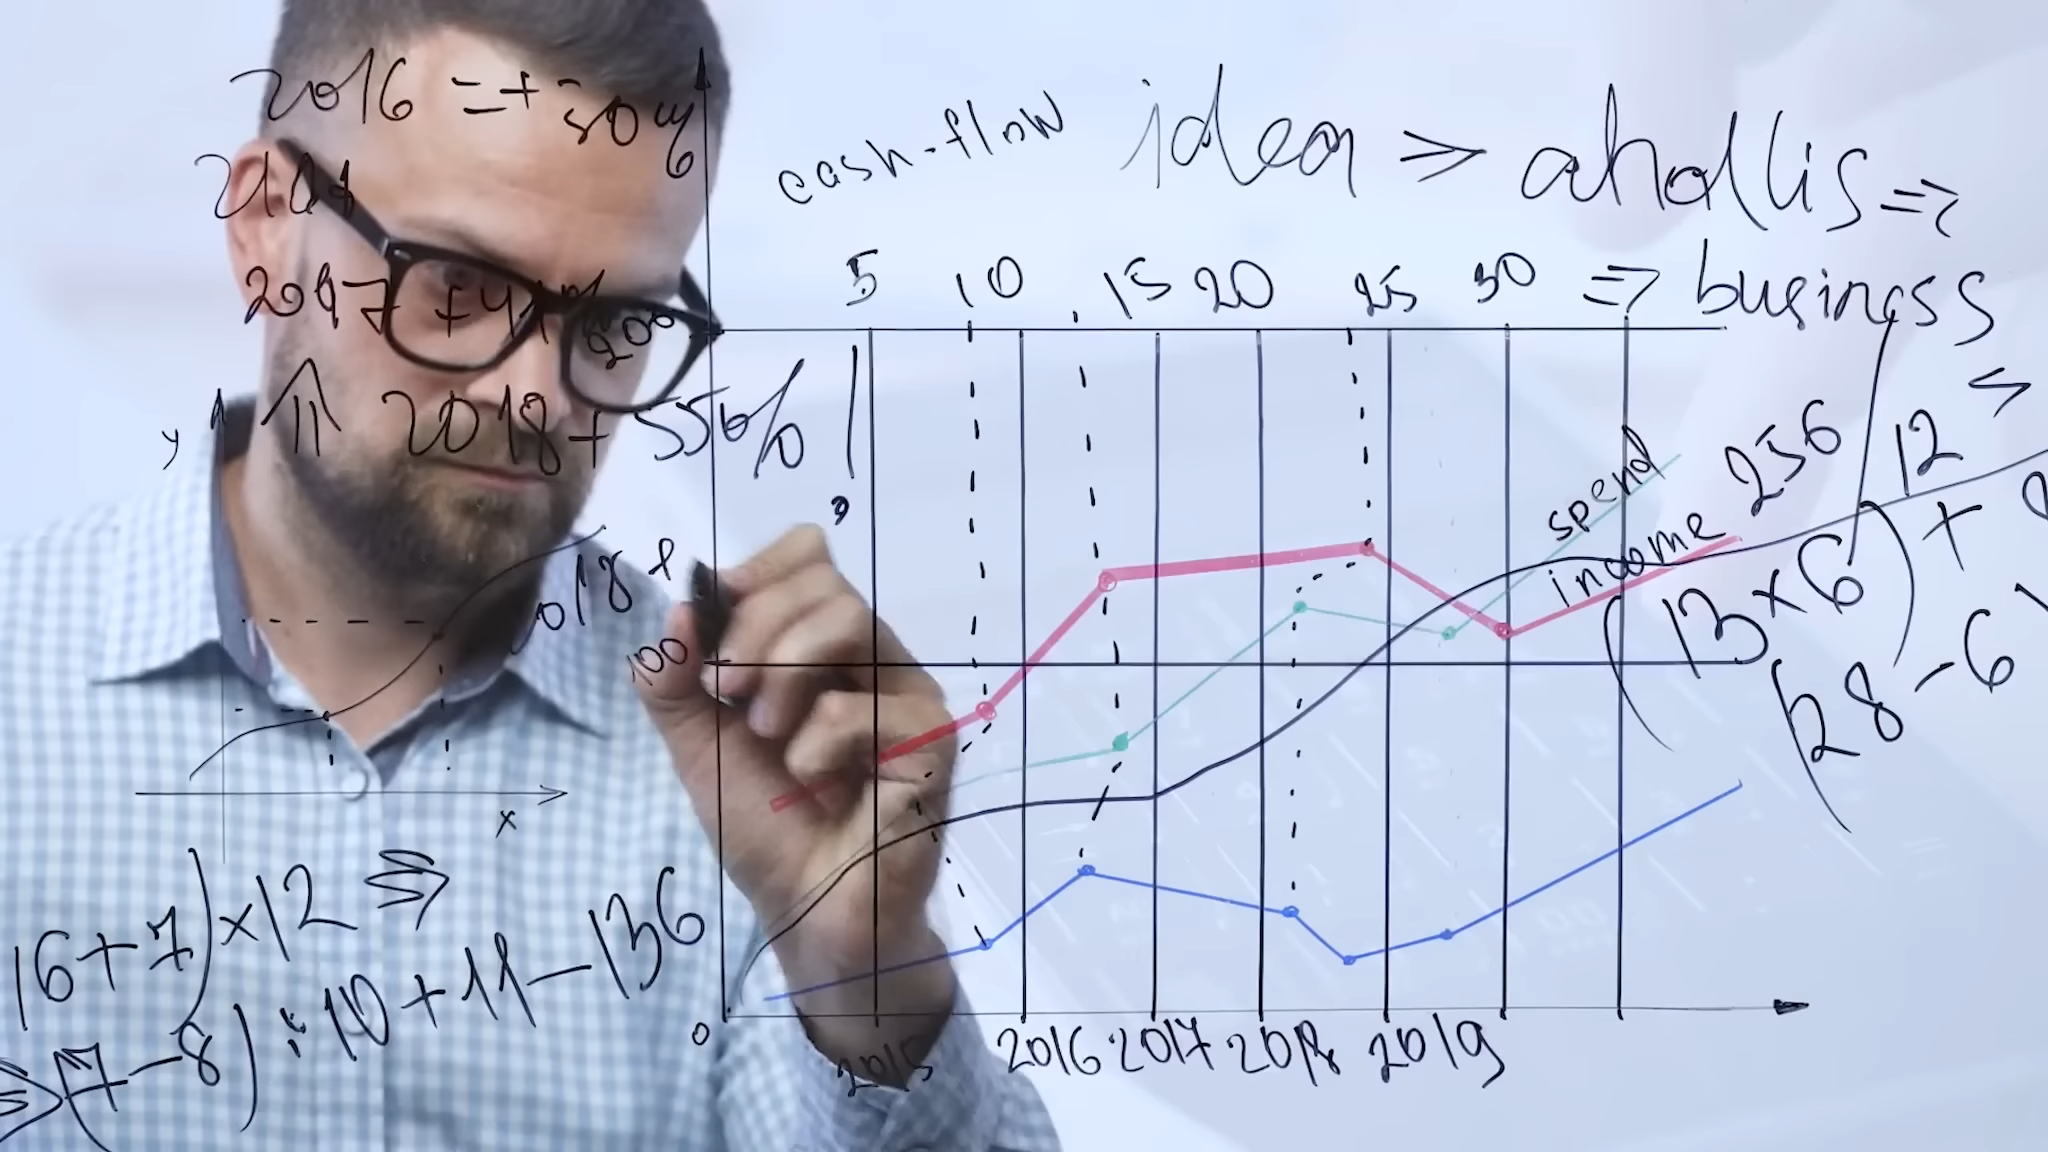 2016 =+30%
cash-flow
idea => 
=>
5 10 15 20 25 30 => business
200
2017 +41%
2018+ 55%
y
256
12
spend
income
018
100
(13×6)+
(28-6
x
0
16+7)×12 =>
=>(7-8):10+11-136
2015 2016 2017 2018 2019